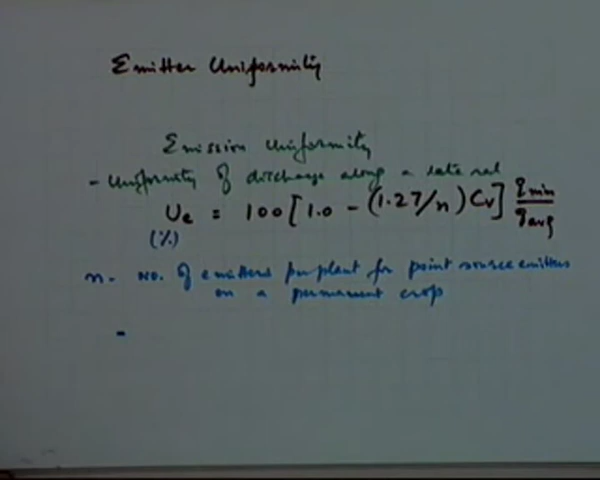 Emitter Uniformity
Emission Uniformity
- Uniformity of discharge along a lateral
Ue = 100 [1.0 - (1.27/n) Cv] qmin/qavg
(%)
n - No. of emitters per plant for point source emitters
on a permanent crop
-